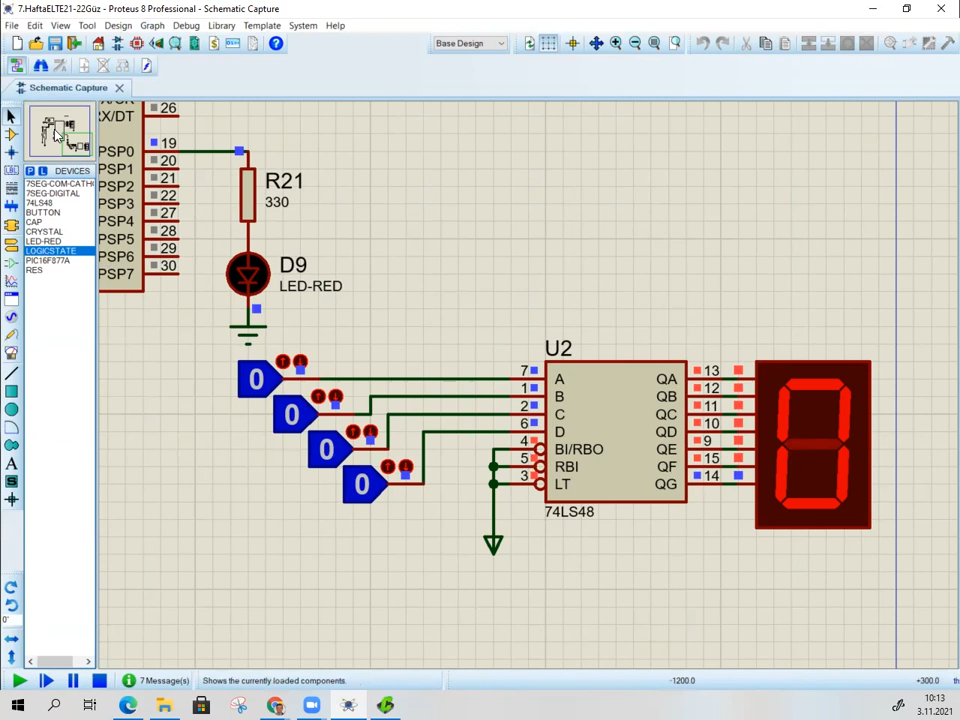 7.HaftaELTE21-22Güz - Proteus 8 Professional - Schematic Capture
File Edit View Tool Design Graph Debug Library Template System Help
Base Design
Schematic Capture
P L DEVICES
7SEG-COM-CATH
7SEG-DIGITAL
74LS48
BUTTON
CAP
CRYSTAL
LED-RED
LOGICSTATE
PIC16F877A
RES
26
RX/DT
PSP0 19
PSP1 20
PSP2 21
PSP3 22
PSP4 27
PSP5 28
PSP6 29
PSP7 30
R21
330
D9
LED-RED
0
0
0
0
U2
7 A QA 13
1 B QB 12
2 C QC 11
6 D QD 10
4 BI/RBO QE 9
5 RBI QF 15
3 LT QG 14
74LS48
0
0°
7 Message(s) Shows the currently loaded components. -1200.0 +300.0 th
10:13
3.11.2021